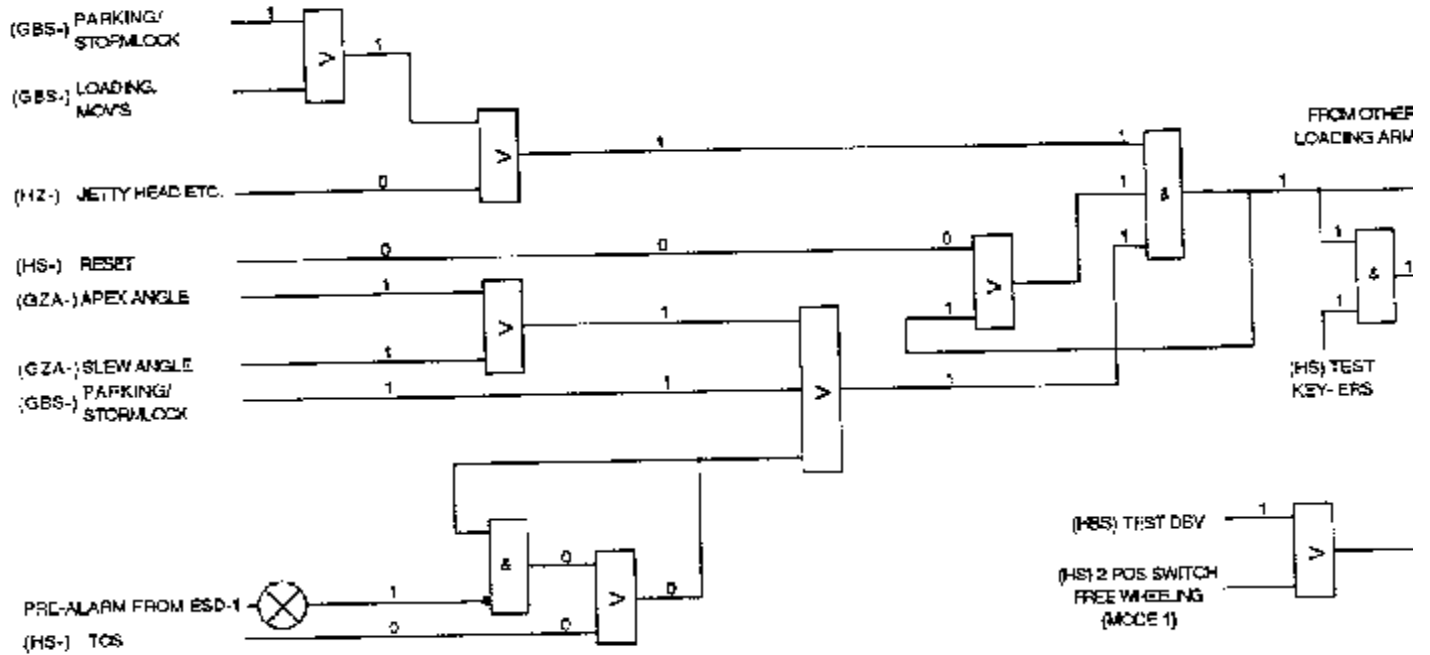 (GBS-) PARKING/
STORMLOCK
1
1
V
(GBS-) LOADING,
MOV'S
V
1
1
FROM OTHER
LOADING ARM
(HZ-) JETTY HEAD ETC.
0
1
&
1
(HS-) RESET
0
0
0
1
1
&
1
V
(GZA-) APEX ANGLE
1
V
1
1
1
1
(GZA-) SLEW ANGLE
1
(HS) TEST
KEY- ERS
(GBS-) PARKING/
STORMLOCK
1
1
V
1
(HBS) TEST DBV
1
V
&
0
V
0
(HS) 2 POS SWITCH
FREE WHEELING
(MODE 1)
PRE-ALARM FROM ESD-1
1
(HS-) TOS
0
0